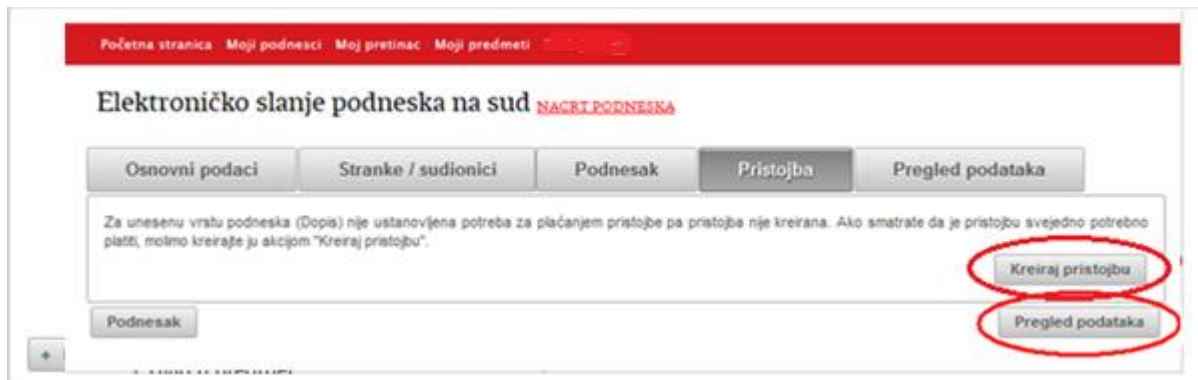 Početna stranica Moji podnesci Moj pretinac Moji predmeti
Elektroničko slanje podneska na sud NACRT PODNESKA
Osnovni podaci Stranke / sudionici Podnesak Pristojba Pregled podataka
Za unesenu vrstu podneska (Dopis) nije ustanovljena potreba za plaćanjem pristojbe pa pristojba nije kreirana. Ako smatrate da je pristojbu svejedno potrebno
platiti, molimo kreirajte ju akcijom "Kreiraj pristojbu".
Kreiraj pristojbu
Podnesak Pregled podataka
+